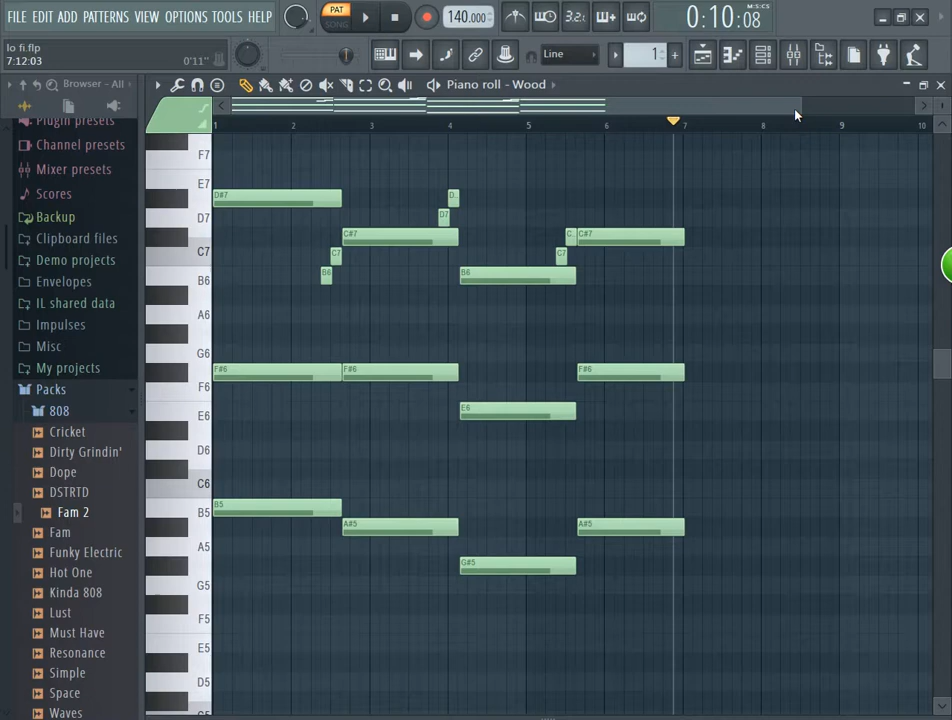 FILE EDIT ADD PATTERNS VIEW OPTIONS TOOLS HELP
PAT
SONG
140.000
3.2:
0:10:08
M:S:CS
lo fi.flp
7:12:03
0'11"
Line
1
Browser - All
Piano roll - Wood
1 2 3 4 5 6 7 8 9 10
Plugin presets
Channel presets
Mixer presets
Scores
Backup
Clipboard files
Demo projects
Envelopes
IL shared data
Impulses
Misc
My projects
Packs
808
Cricket
Dirty Grindin'
Dope
DSTRTD
Fam 2
Fam
Funky Electric
Hot One
Kinda 808
Lust
Must Have
Resonance
Simple
Space
Waves
F7
E7
D#7 D..
D7 D7
C#7 C.. C#7
C7 C7 C7
B6 B6 B6
A6
G6
F#6 F#6 F#6
F6
E6 E6
D6
C6
B5 B5
A#5 A#5
A5
G#5
G5
F5
E5
D5
C5